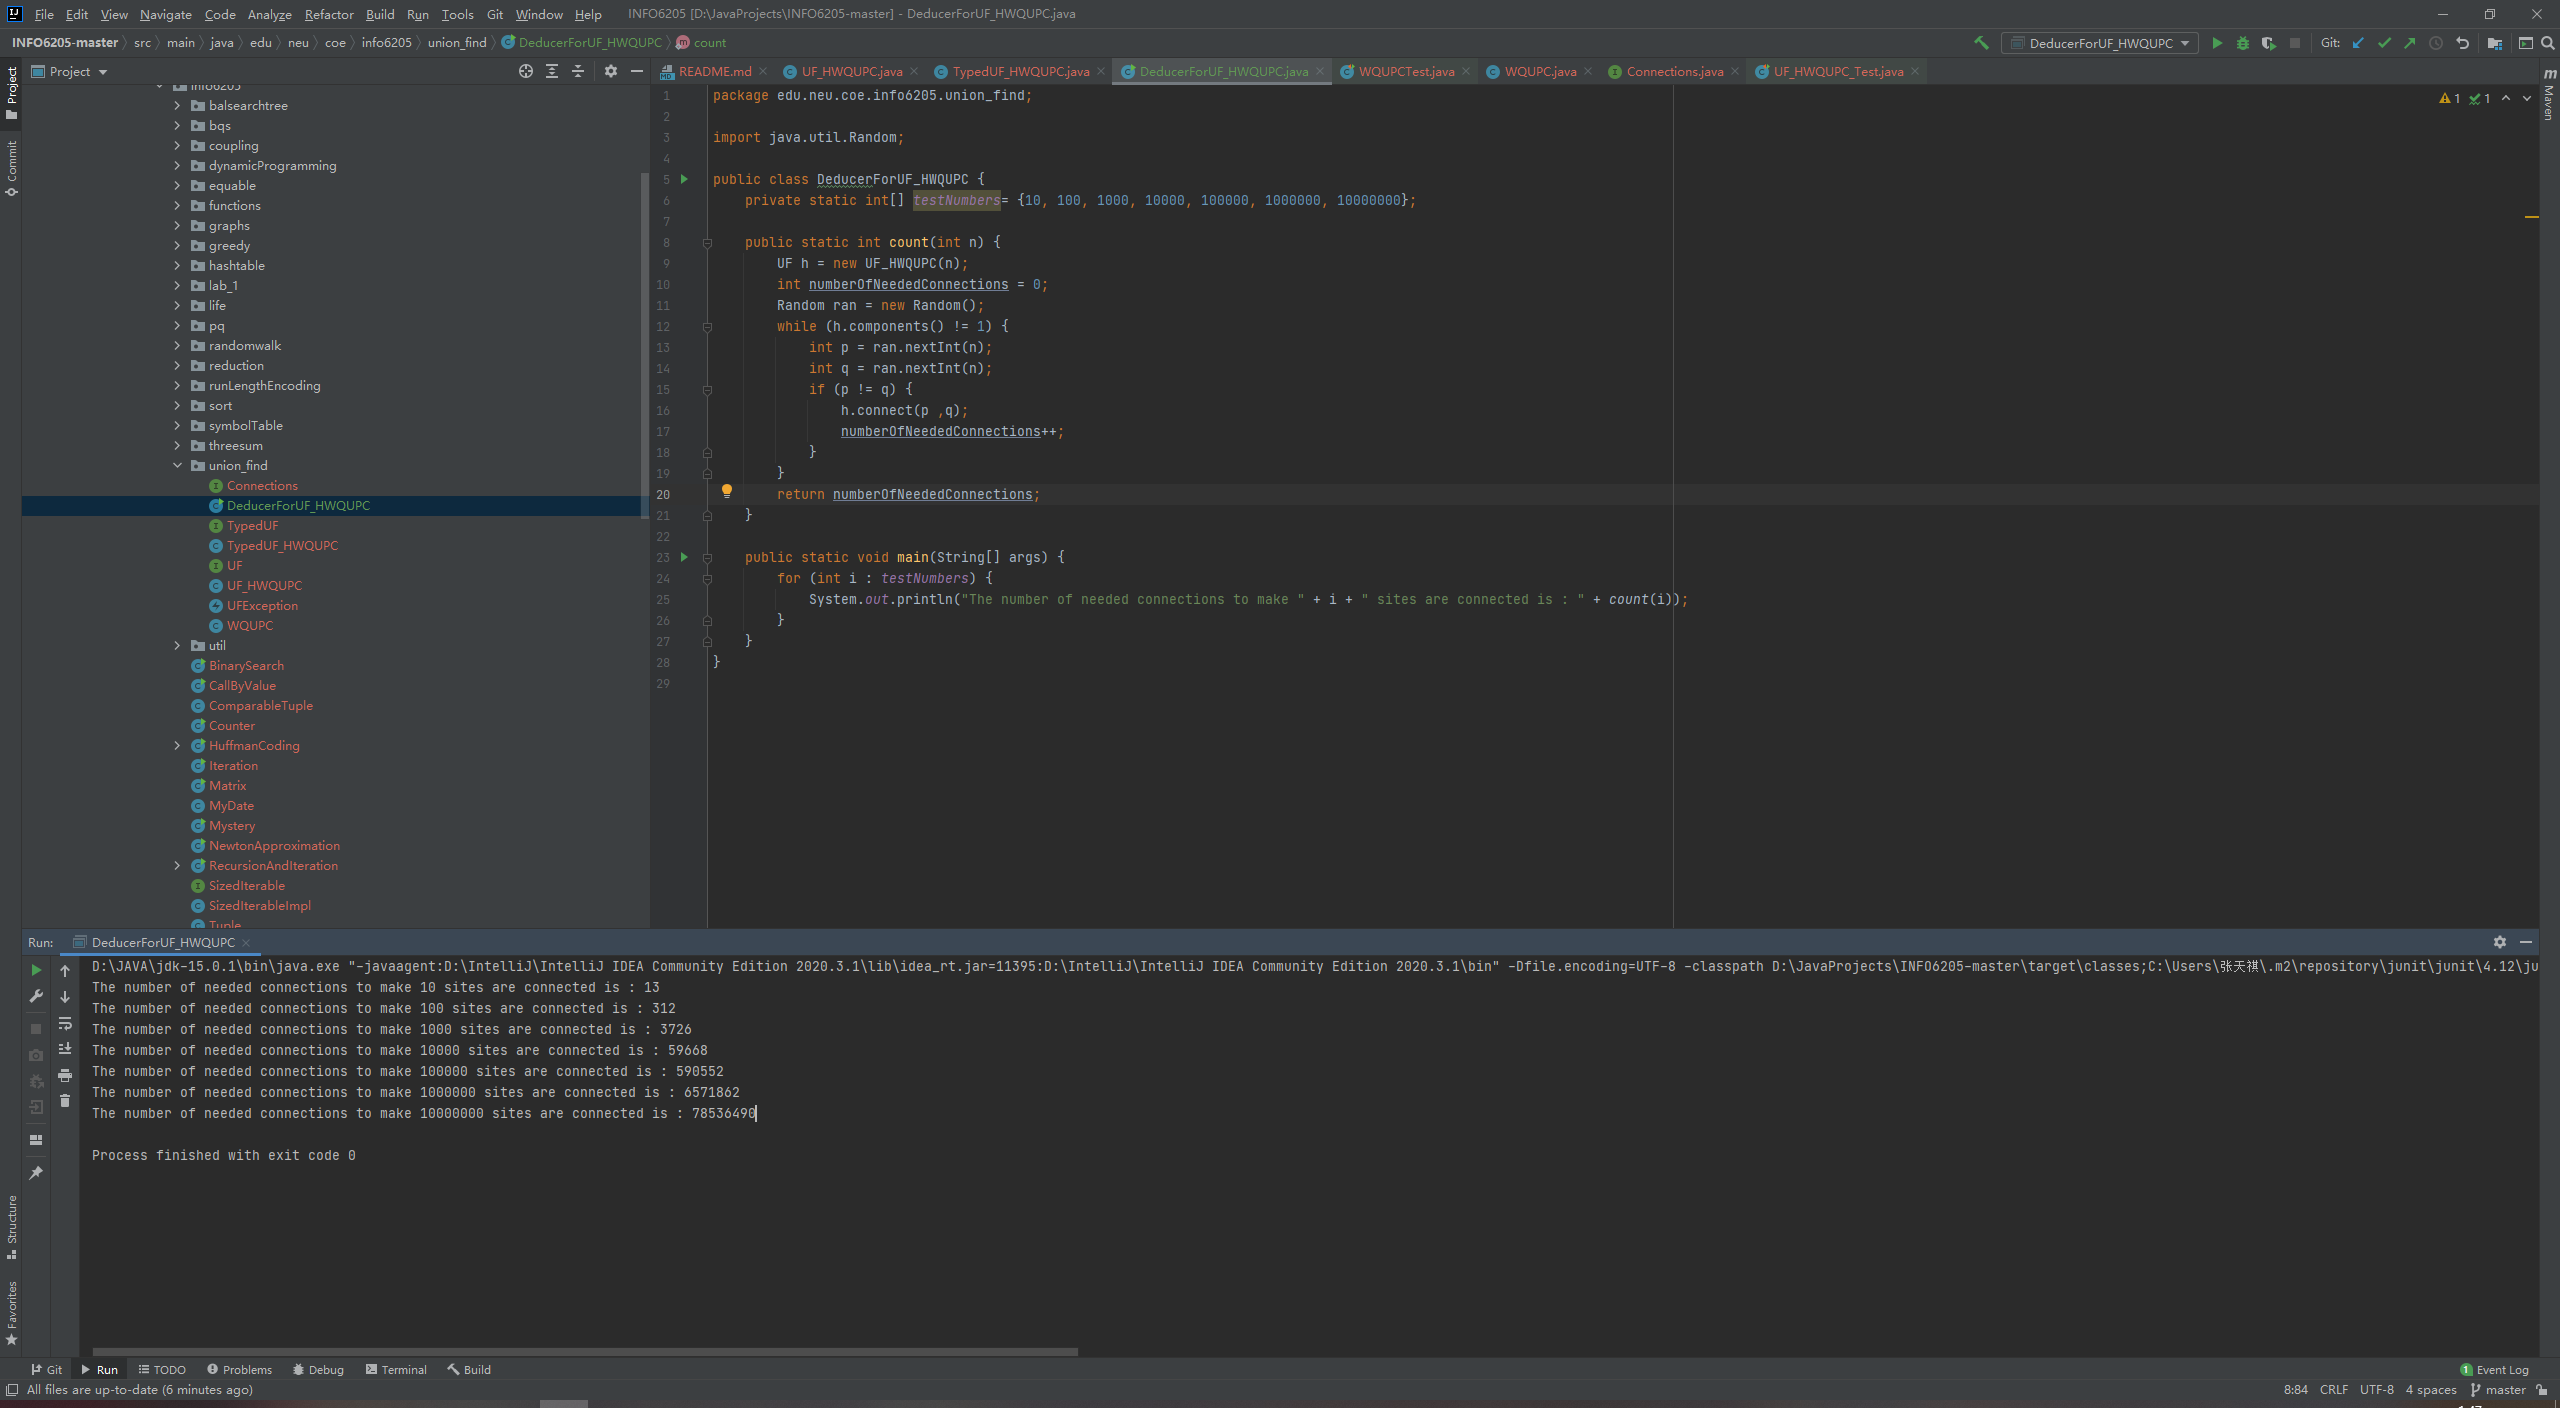 File Edit View Navigate Code Analyze Refactor Build Run Tools Git Window Help INFO6205 [D:\JavaProjects\INFO6205-master] - DeducerForUF_HWQUPC.java
INFO6205-master src main java edu neu coe info6205 union_find DeducerForUF_HWQUPC count
DeducerForUF_HWQUPC Git:
Project
README.md UF_HWQUPC.java TypedUF_HWQUPC.java DeducerForUF_HWQUPC.java WQUPCTest.java WQUPC.java Connections.java UF_HWQUPC_Test.java
Project
Commit
Structure
Favorites
Maven
info6205
balsearchtree
bqs
coupling
dynamicProgramming
equable
functions
graphs
greedy
hashtable
lab_1
life
pq
randomwalk
reduction
runLengthEncoding
sort
symbolTable
threesum
union_find
Connections
DeducerForUF_HWQUPC
TypedUF
TypedUF_HWQUPC
UF
UF_HWQUPC
UFException
WQUPC
util
BinarySearch
CallByValue
ComparableTuple
Counter
HuffmanCoding
Iteration
Matrix
MyDate
Mystery
NewtonApproximation
RecursionAndIteration
SizedIterable
SizedIterableImpl
Tuple
1 1
1 package edu.neu.coe.info6205.union_find;
2
3 import java.util.Random;
4
5 public class DeducerForUF_HWQUPC {
6 private static int[] testNumbers= {10, 100, 1000, 10000, 100000, 1000000, 10000000};
7
8 public static int count(int n) {
9 UF h = new UF_HWQUPC(n);
10 int numberOfNeededConnections = 0;
11 Random ran = new Random();
12 while (h.components() != 1) {
13 int p = ran.nextInt(n);
14 int q = ran.nextInt(n);
15 if (p != q) {
16 h.connect(p ,q);
17 numberOfNeededConnections++;
18 }
19 }
20 return numberOfNeededConnections;
21 }
22
23 public static void main(String[] args) {
24 for (int i : testNumbers) {
25 System.out.println("The number of needed connections to make " + i + " sites are connected is : " + count(i));
26 }
27 }
28 }
29
Run: DeducerForUF_HWQUPC
D:\JAVA\jdk-15.0.1\bin\java.exe "-javaagent:D:\IntelliJ\IntelliJ IDEA Community Edition 2020.3.1\lib\idea_rt.jar=11395:D:\IntelliJ\IntelliJ IDEA Community Edition 2020.3.1\bin" -Dfile.encoding=UTF-8 -classpath D:\JavaProjects\INFO6205-master\target\classes;C:\Users\张天祺\.m2\repository\junit\junit\4.12\ju
The number of needed connections to make 10 sites are connected is : 13
The number of needed connections to make 100 sites are connected is : 312
The number of needed connections to make 1000 sites are connected is : 3726
The number of needed connections to make 10000 sites are connected is : 59668
The number of needed connections to make 100000 sites are connected is : 590552
The number of needed connections to make 1000000 sites are connected is : 6571862
The number of needed connections to make 10000000 sites are connected is : 78536490
Process finished with exit code 0
Git Run TODO Problems Debug Terminal Build 1 Event Log
All files are up-to-date (6 minutes ago) 8:84 CRLF UTF-8 4 spaces master